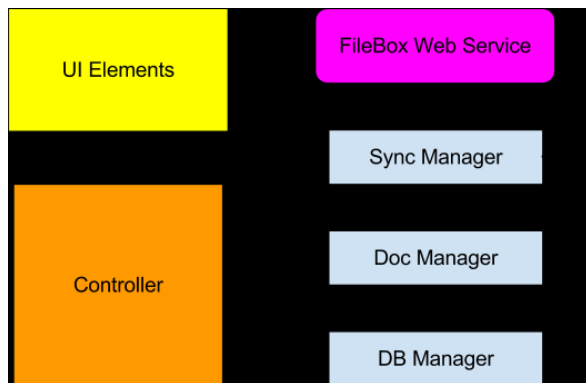 UI Elements
FileBox Web Service
Sync Manager
Doc Manager
Controller
DB Manager